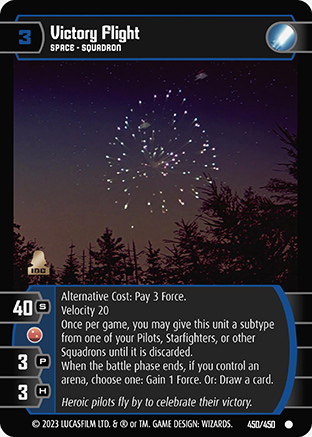 3
Victory Flight
SPACE - SQUADRON
IDC
40 S
3 P
3 H
Alternative Cost: Pay 3 Force.
Velocity 20
Once per game, you may give this unit a subtype
from one of your Pilots, Starfighters, or other
Squadrons until it is discarded.
When the battle phase ends, if you control an
arena, choose one: Gain 1 Force. Or: Draw a card.
Heroic pilots fly by to celebrate their victory.
© 2023 LUCASFILM LTD. & ® or TM. GAME DESIGN: WIZARDS.
450/450